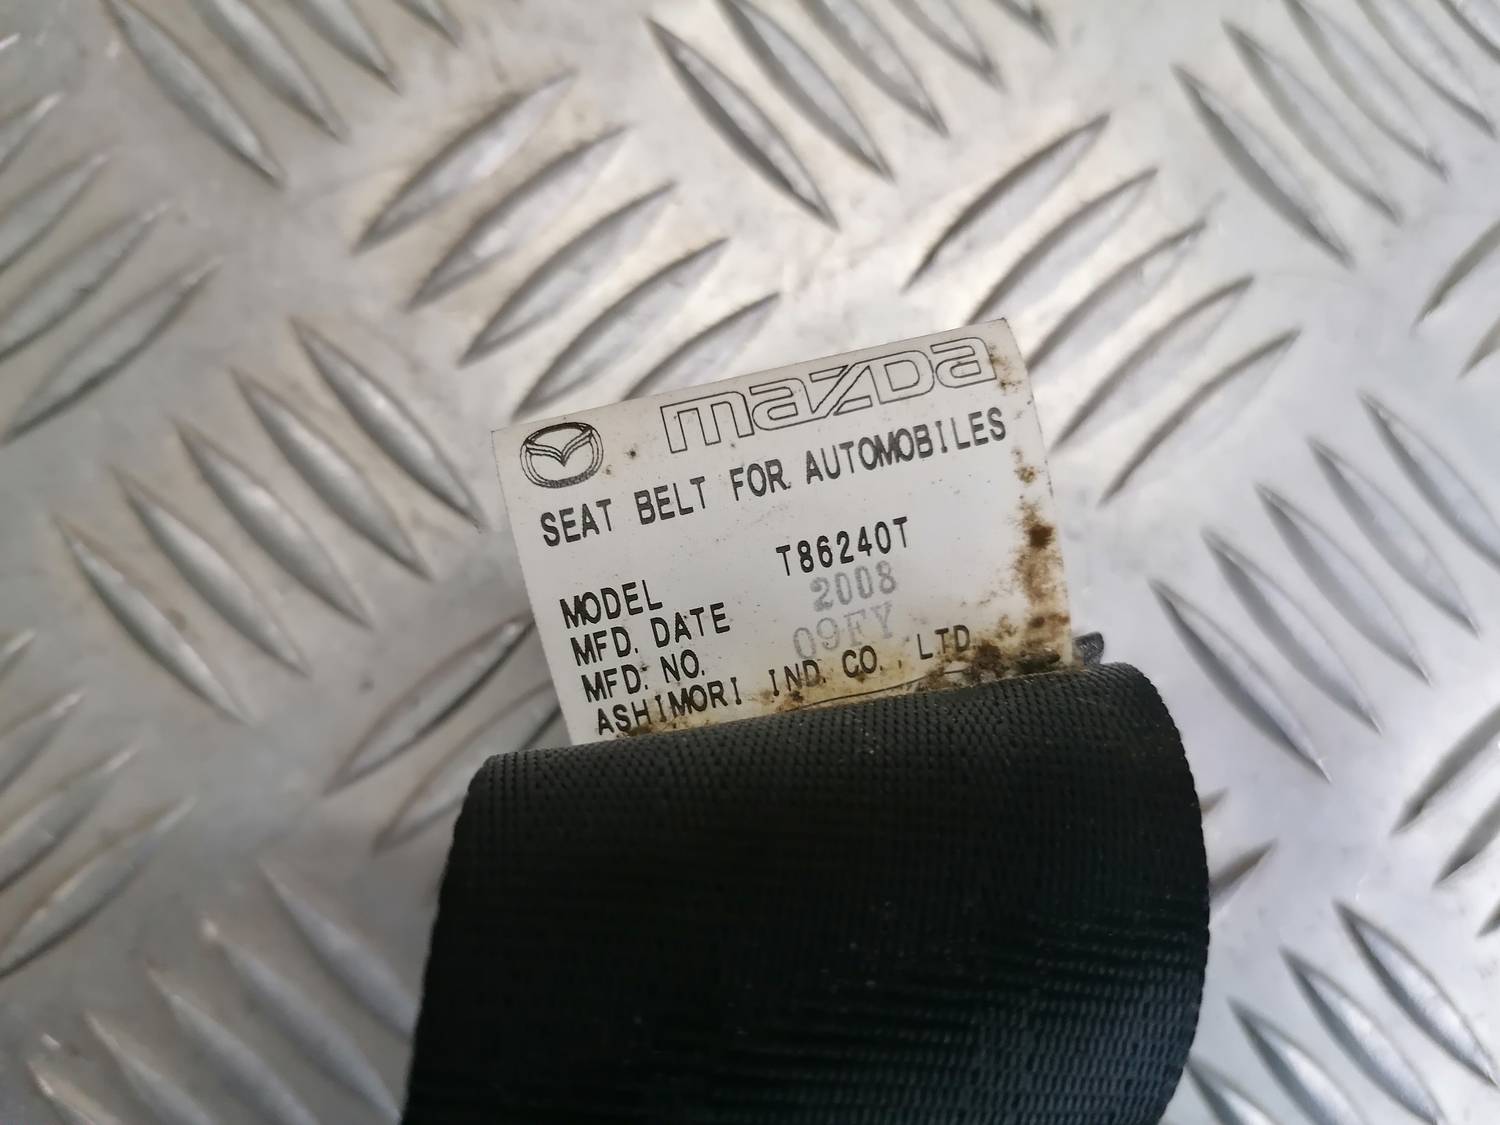 mazda
SEAT BELT FOR AUTOMOBILES
MODEL T86240T
MFD. DATE 2008
MFD. NO. 09FY
ASHIMORI IND. CO., LTD.